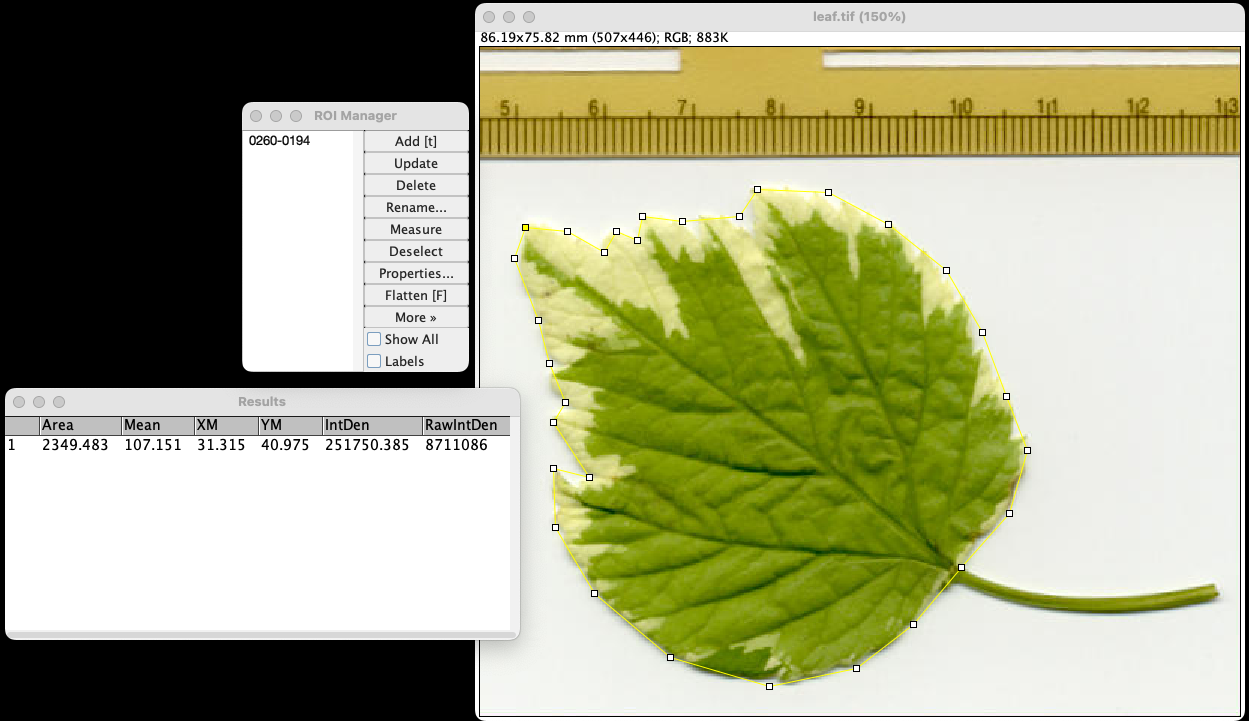 leaf.tif (150%)
86.19x75.82 mm (507x446); RGB; 883K
5 6 7 8 9 10 11 12 13
ROI Manager
0260-0194
Add [t]
Update
Delete
Rename...
Measure
Deselect
Properties...
Flatten [F]
More »
Show All
Labels
Results
Area Mean XM YM IntDen RawIntDen
1 2349.483 107.151 31.315 40.975 251750.385 8711086